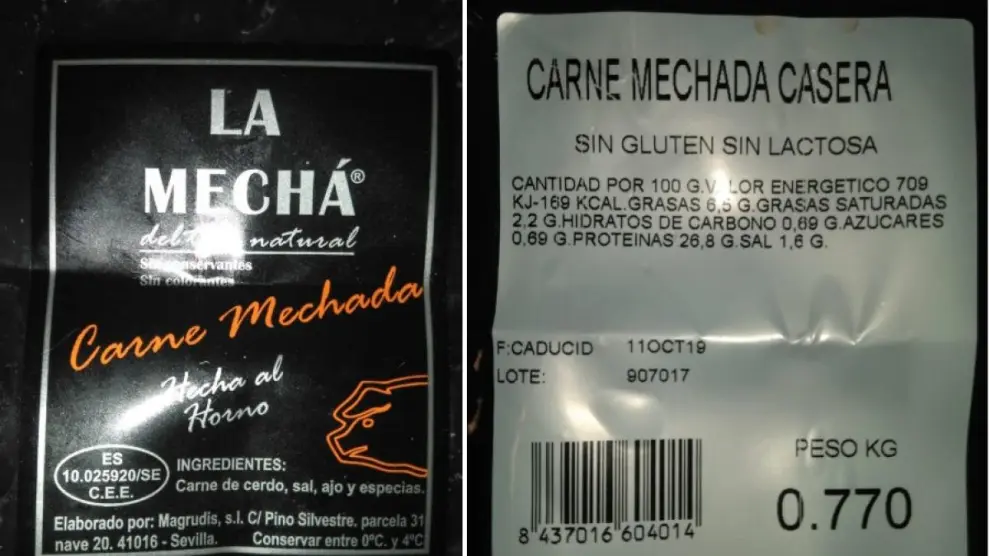 LA
MECHÁ®
natural
Sin conservantes
Sin colorantes
Carne Mechada
Hecha al
Horno
ES
10.025920/SE
C.E.E.
INGREDIENTES:
Carne de cerdo, sal, ajo y especias.
Elaborado por: Magrudis, s.l. C/ Pino Silvestre. parcela 31
nave 20. 41016 - Sevilla. Conservar entre 0ºC. y 4ºC
CARNE MECHADA CASERA
SIN GLUTEN SIN LACTOSA
CANTIDAD POR 100 G.VALOR ENERGETICO 709
KJ-169 KCAL.GRASAS 6,5 G.GRASAS SATURADAS
2,2 G.HIDRATOS DE CARBONO 0,69 G.AZUCARES
0,69 G.PROTEINAS 26,8 G.SAL 1,6 G.
F:CADUCID 11OCT19
LOTE: 907017
PESO KG
0.770
8 437016 604014